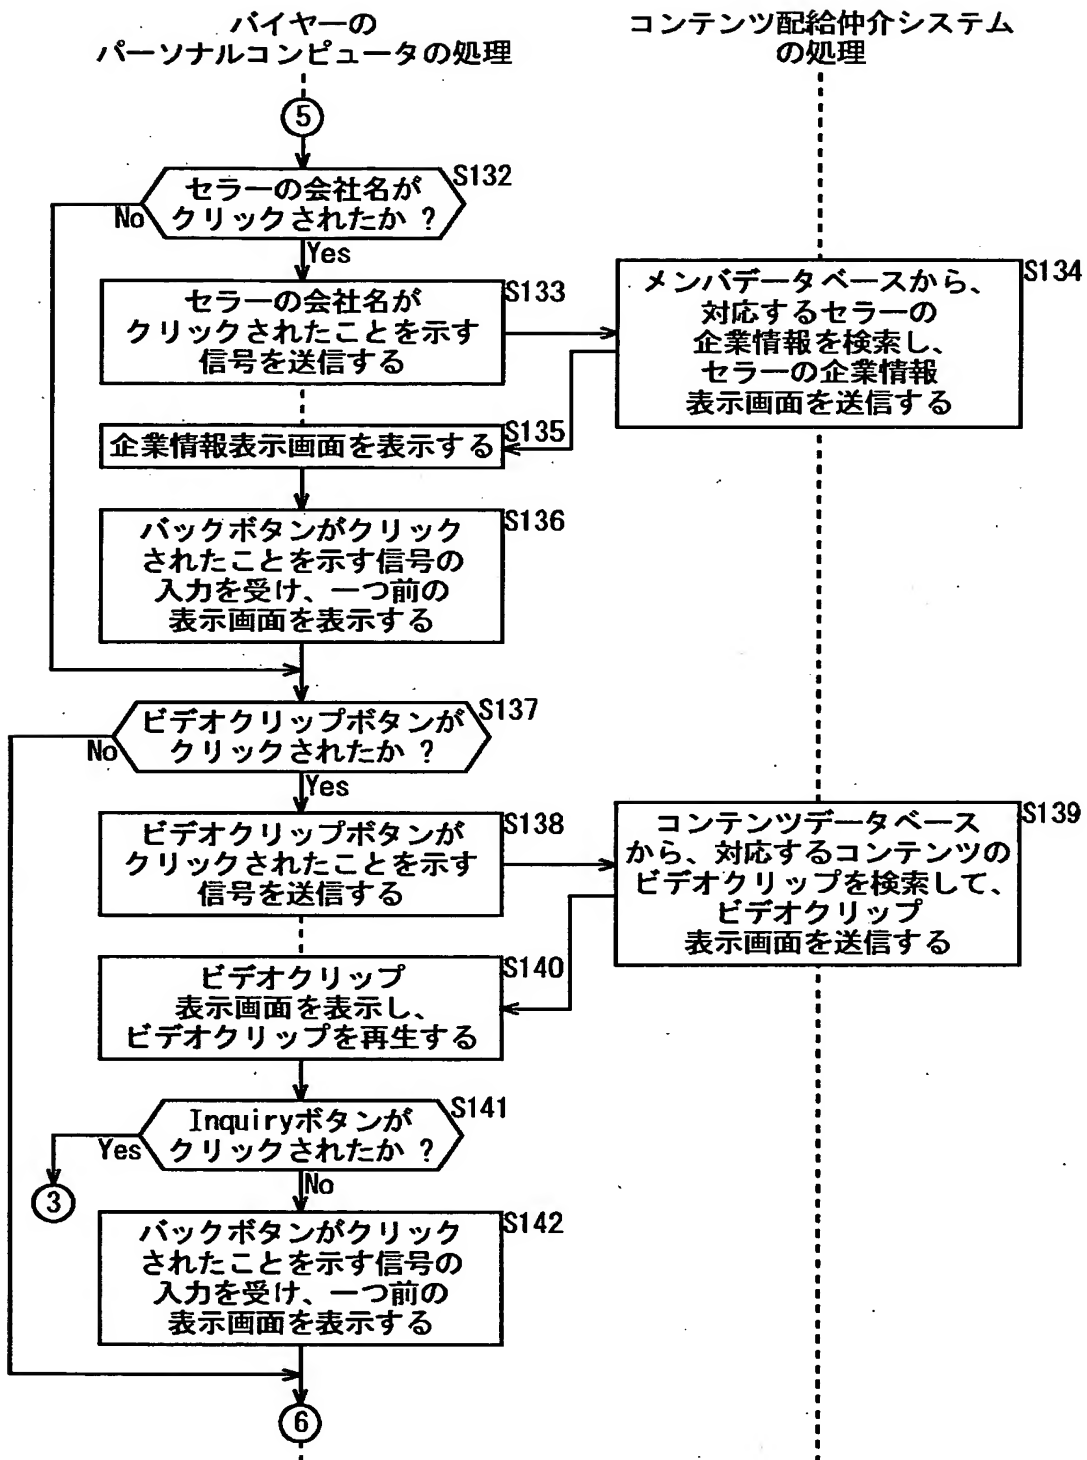 バイヤーの
パーソナルコンピュータの処理
コンテンツ配給仲介システム
の処理
5
S132
セラーの会社名が
クリックされたか ?
No
Yes
S133
セラーの会社名が
クリックされたことを示す
信号を送信する
S134
メンバデータベースから、
対応するセラーの
企業情報を検索し、
セラーの企業情報
表示画面を送信する
S135
企業情報表示画面を表示する
S136
バックボタンがクリック
されたことを示す信号の
入力を受け、一つ前の
表示画面を表示する
S137
ビデオクリップボタンが
クリックされたか ?
No
Yes
S138
ビデオクリップボタンが
クリックされたことを示す
信号を送信する
S139
コンテンツデータベース
から、対応するコンテンツの
ビデオクリップを検索して、
ビデオクリップ
表示画面を送信する
S140
ビデオクリップ
表示画面を表示し、
ビデオクリップを再生する
S141
Inquiryボタンが
クリックされたか ?
Yes
3
No
S142
バックボタンがクリック
されたことを示す信号の
入力を受け、一つ前の
表示画面を表示する
6